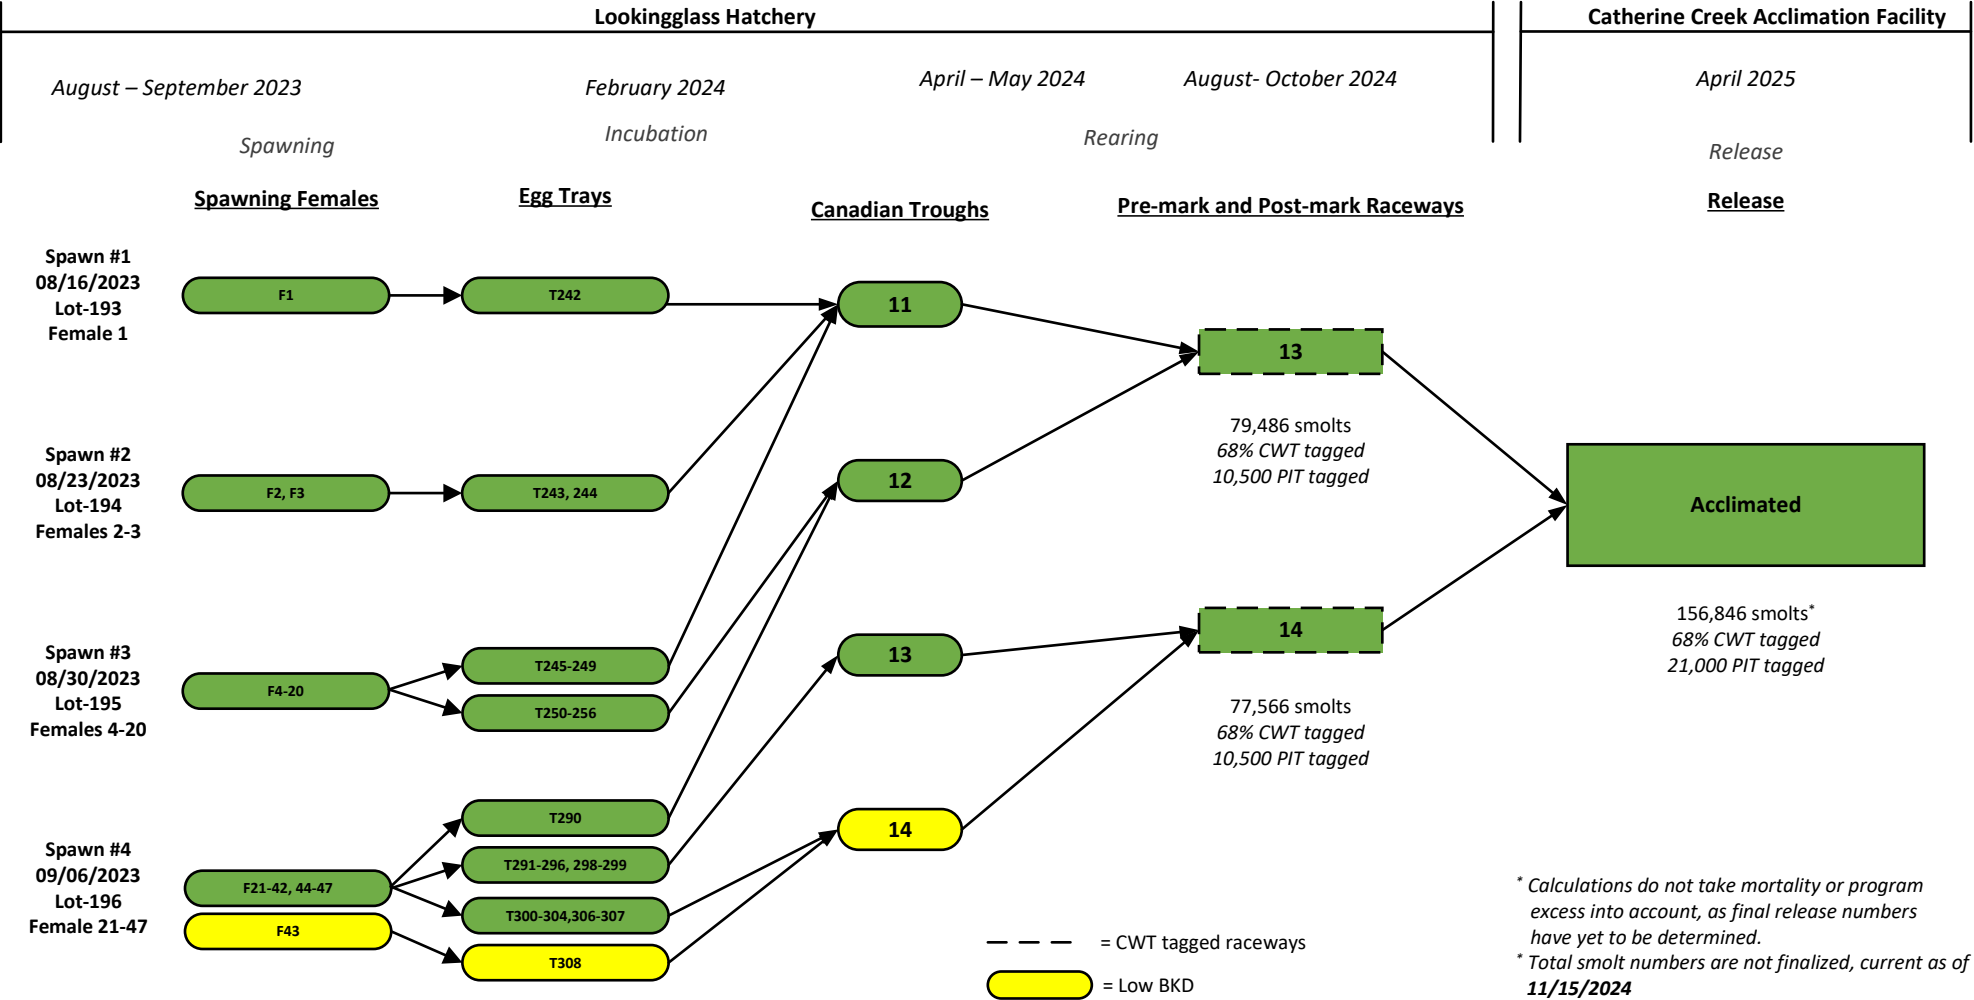 Lookingglass Hatchery
Catherine Creek Acclimation Facility
August – September 2023
February 2024
April – May 2024
August- October 2024
April 2025
Spawning
Incubation
Rearing
Release
Spawning Females
Egg Trays
Canadian Troughs
Pre-mark and Post-mark Raceways
Release
Spawn #1
08/16/2023
Lot-193
Female 1
F1
T242
11
13
79,486 smolts
68% CWT tagged
10,500 PIT tagged
Spawn #2
08/23/2023
Lot-194
Females 2-3
F2, F3
T243, 244
12
Acclimated
156,846 smolts*
68% CWT tagged
21,000 PIT tagged
Spawn #3
08/30/2023
Lot-195
Females 4-20
F4-20
T245-249
T250-256
13
14
77,566 smolts
68% CWT tagged
10,500 PIT tagged
Spawn #4
09/06/2023
Lot-196
Female 21-47
F21-42, 44-47
F43
T290
T291-296, 298-299
T300-304,306-307
T308
14
= CWT tagged raceways
= Low BKD
* Calculations do not take mortality or program
excess into account, as final release numbers
have yet to be determined.
* Total smolt numbers are not finalized, current as of
11/15/2024